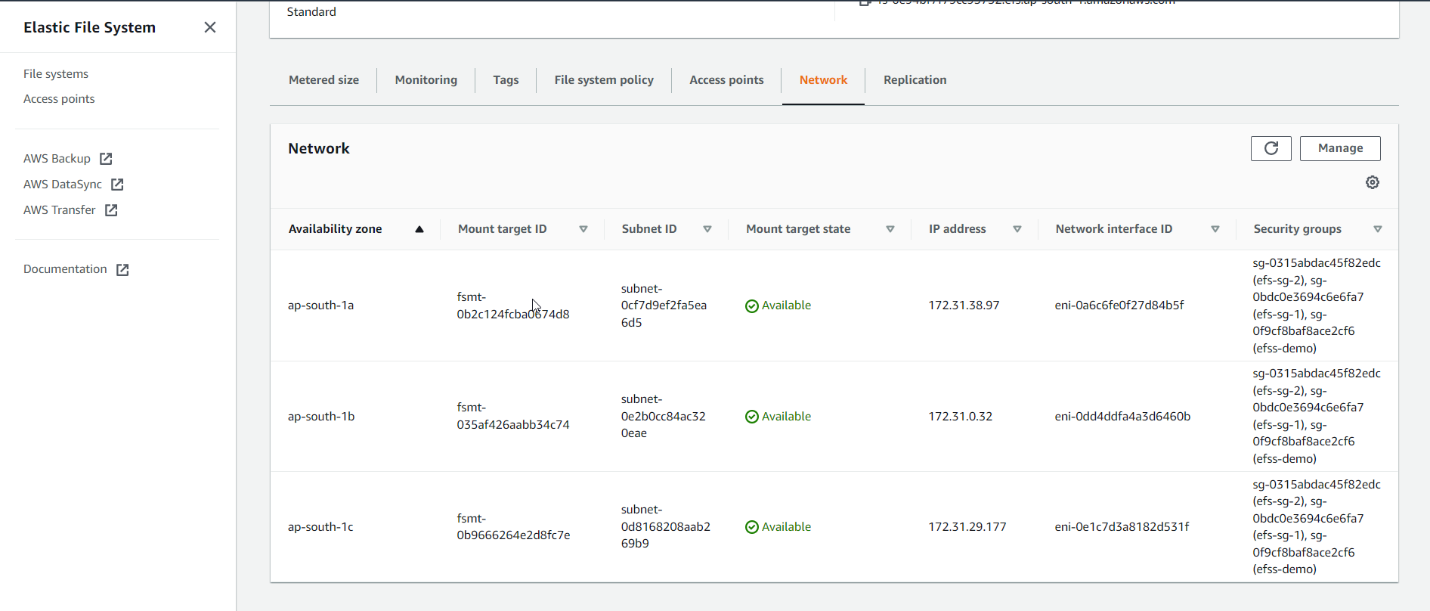 Elastic File System
File systems
Access points
AWS Backup
AWS DataSync
AWS Transfer
Documentation
Standard
Metered size
Monitoring
Tags
File system policy
Access points
Network
Replication
Network
Manage
Availability zone
Mount target ID
Subnet ID
Mount target state
IP address
Network interface ID
Security groups
ap-south-1a
fsmt-
0b2c124fcba0674d8
subnet-
0cf7d9ef2fa5ea
6d5
Available
172.31.38.97
eni-0a6c6fe0f27d84b5f
sg-0315abdac45f82edc
(efs-sg-2), sg-
0bdc0e3694c6e6fa7
(efs-sg-1), sg-
0f9cf8baf8ace2cf6
(efss-demo)
ap-south-1b
fsmt-
035af426aabb34c74
subnet-
0e2b0cc84ac32
0eae
Available
172.31.0.32
eni-0dd4ddfa4a3d6460b
sg-0315abdac45f82edc
(efs-sg-2), sg-
0bdc0e3694c6e6fa7
(efs-sg-1), sg-
0f9cf8baf8ace2cf6
(efss-demo)
ap-south-1c
fsmt-
0b9666264e2d8fc7e
subnet-
0d8168208aab2
69b9
Available
172.31.29.177
eni-0e1c7d3a8182d531f
sg-0315abdac45f82edc
(efs-sg-2), sg-
0bdc0e3694c6e6fa7
(efs-sg-1), sg-
0f9cf8baf8ace2cf6
(efss-demo)